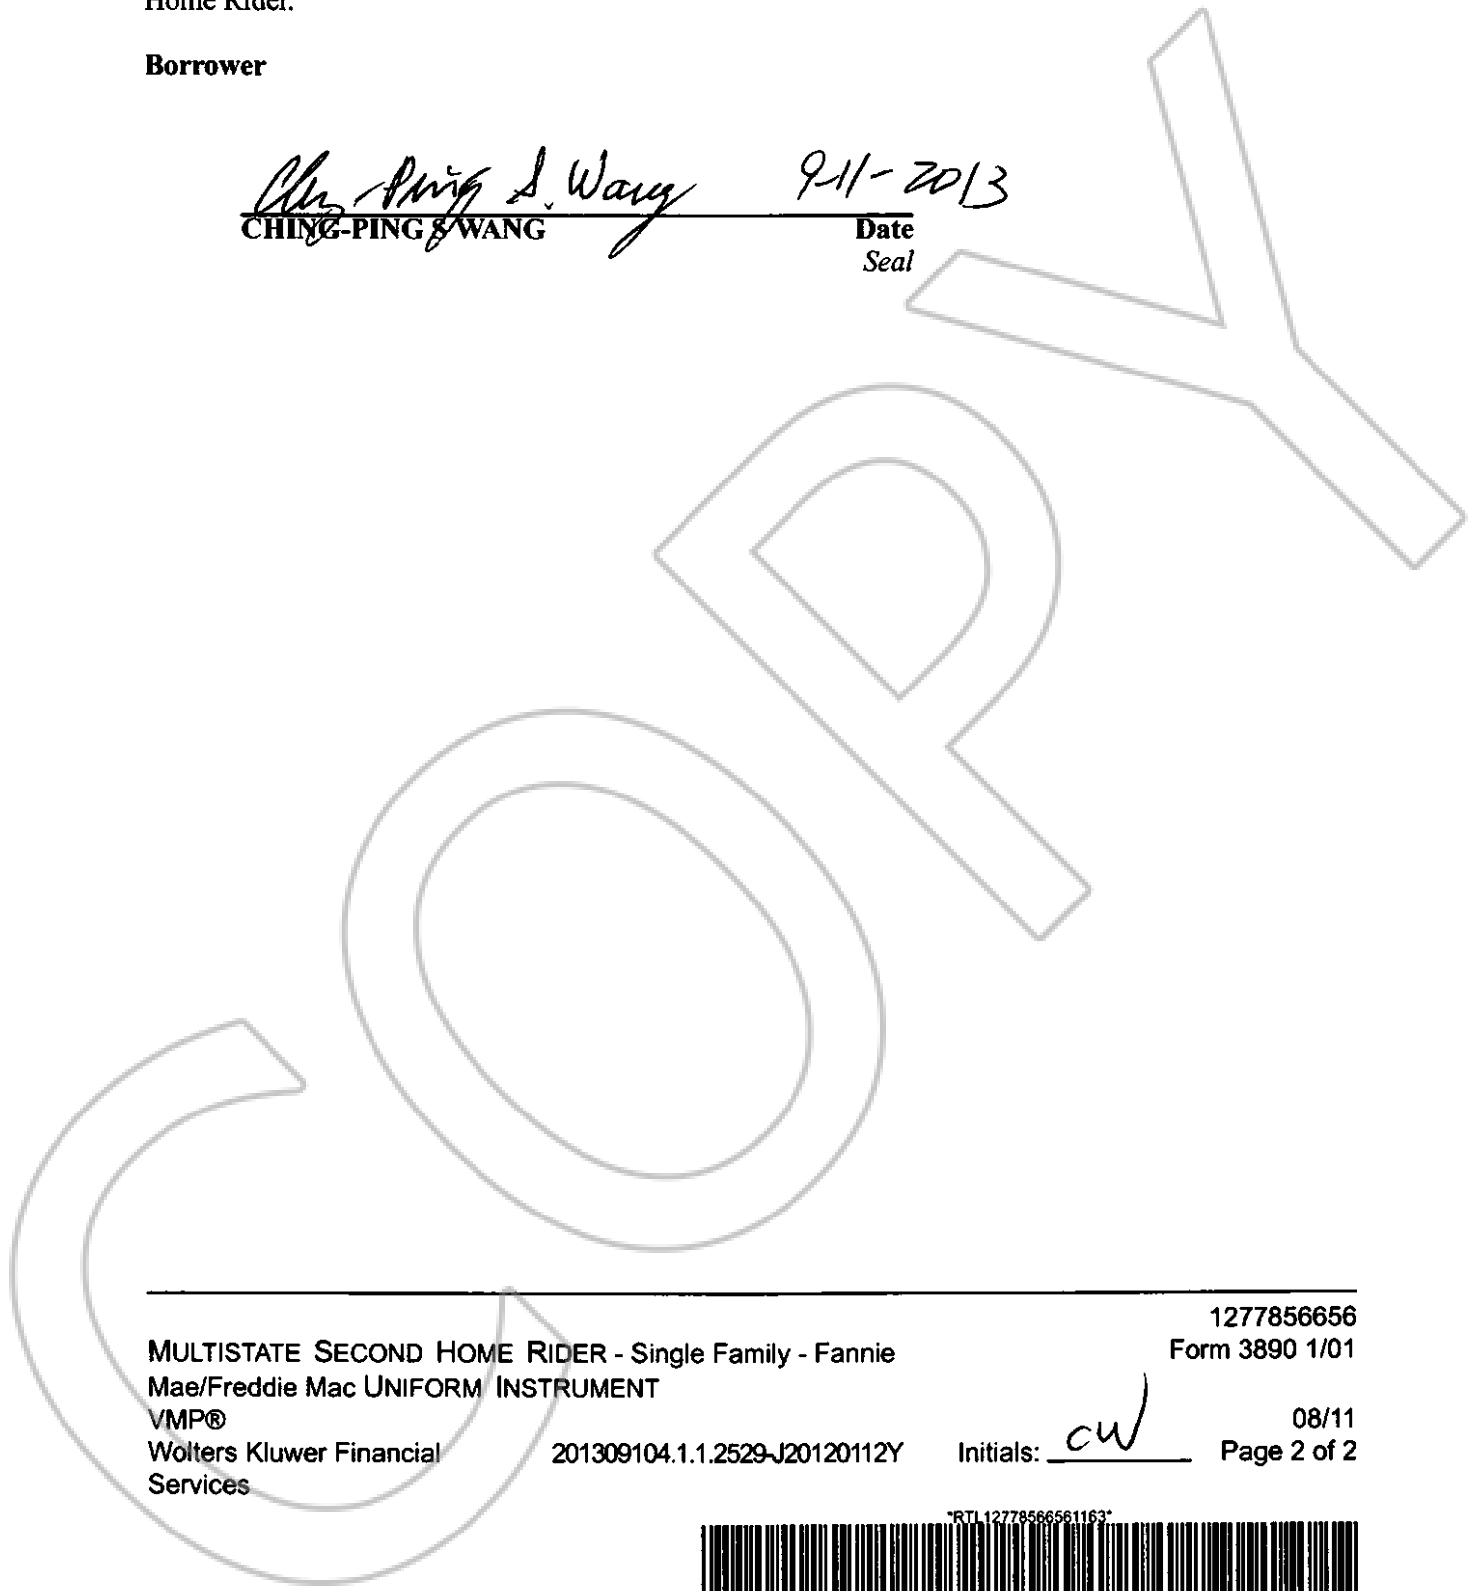 Home Rider.
Borrower
Ching-Ping S. Wang 9-11-2013
CHING-PING S WANG Date
Seal
COPY
1277856656
MULTISTATE SECOND HOME RIDER - Single Family - Fannie Form 3890 1/01
Mae/Freddie Mac UNIFORM INSTRUMENT
VMP® 08/11
Wolters Kluwer Financial 201309104.1.1.2529-J20120112Y Initials: CW Page 2 of 2
Services
*RTL12778566561163*